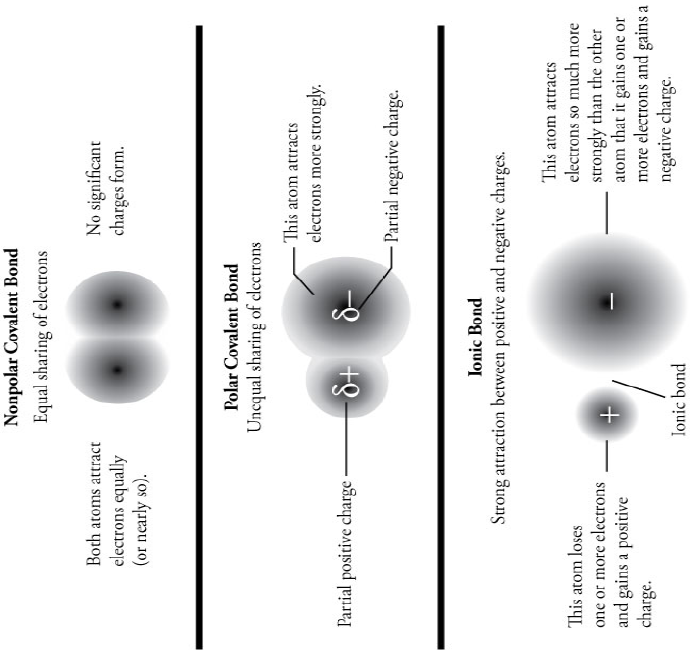 Nonpolar Covalent Bond
Equal sharing of electrons
Both atoms attract
electrons equally
(or nearly so).
No significant
charges form.
Polar Covalent Bond
Unequal sharing of electrons
This atom attracts
electrons more strongly.
Partial positive charge
δ+
δ−
Partial negative charge.
Ionic Bond
Strong attraction between positive and negative charges.
This atom loses
one or more electrons
and gains a positive
charge.
+
−
Ionic bond
This atom attracts
electrons so much more
strongly than the other
atom that it gains one or
more electrons and gains a
negative charge.